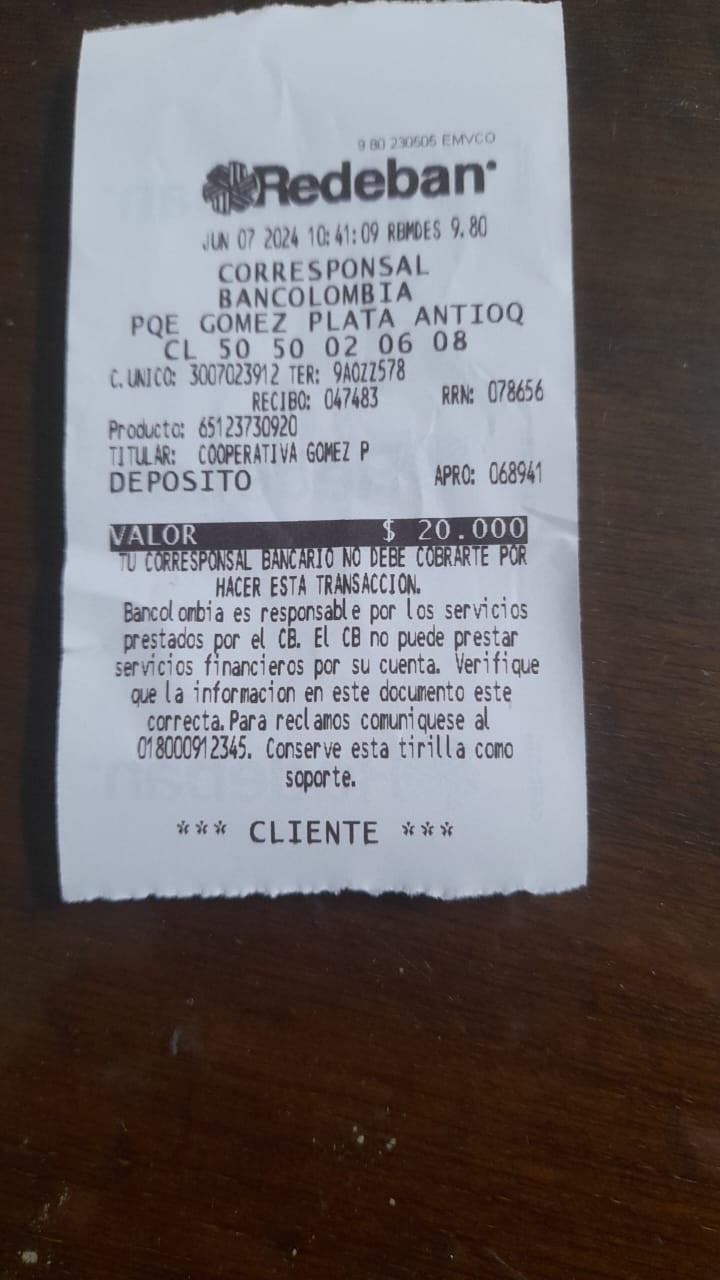 9 80 230605 EMVCO
Redeban
JUN 07 2024 10:41:09 RBMDES 9.80
CORRESPONSAL
BANCOLOMBIA
PQE GOMEZ PLATA ANTIOQ
CL 50 50 02 06 08
C.UNICO: 3007023912 TER: 9AOZZ578
RECIBO: 047483 RRN: 078656
Producto: 65123730920
TITULAR: COOPERATIVA GOMEZ P
DEPOSITO APRO: 068941
VALOR $ 20.000
TU CORRESPONSAL BANCARIO NO DEBE COBRARTE POR
HACER ESTA TRANSACCION.
Bancolombia es responsable por los servicios
prestados por el CB. El CB no puede prestar
servicios financieros por su cuenta. Verifique
que la informacion en este documento este
correcta.Para reclamos comuniquese al
018000912345. Conserve esta tirilla como
soporte.
*** CLIENTE ***